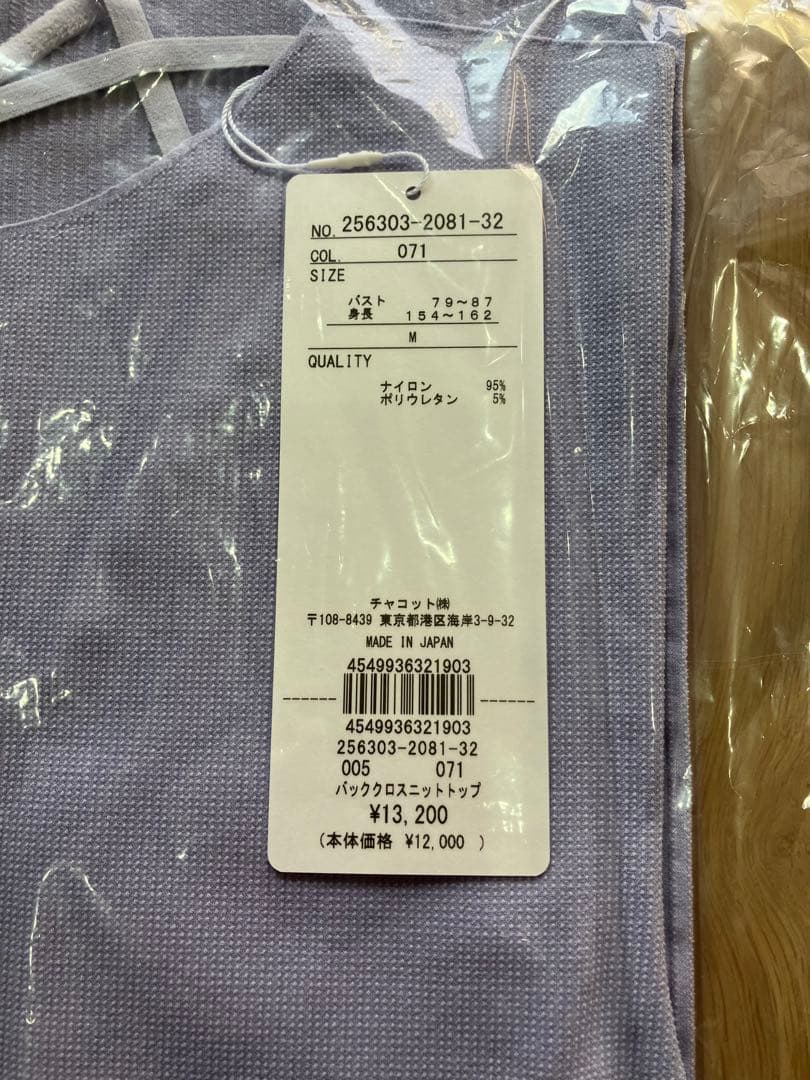 NO. 256303-2081-32
COL. 071
SIZE
バスト 79～87
身長 154～162
M
QUALITY
ナイロン 95%
ポリウレタン 5%
チャコット㈱
〒108-8439 東京都港区海岸3-9-32
MADE IN JAPAN
4549936321903
4549936321903
256303-2081-32
005 071
バッククロスニットトップ
¥13,200
(本体価格 ¥12,000 )